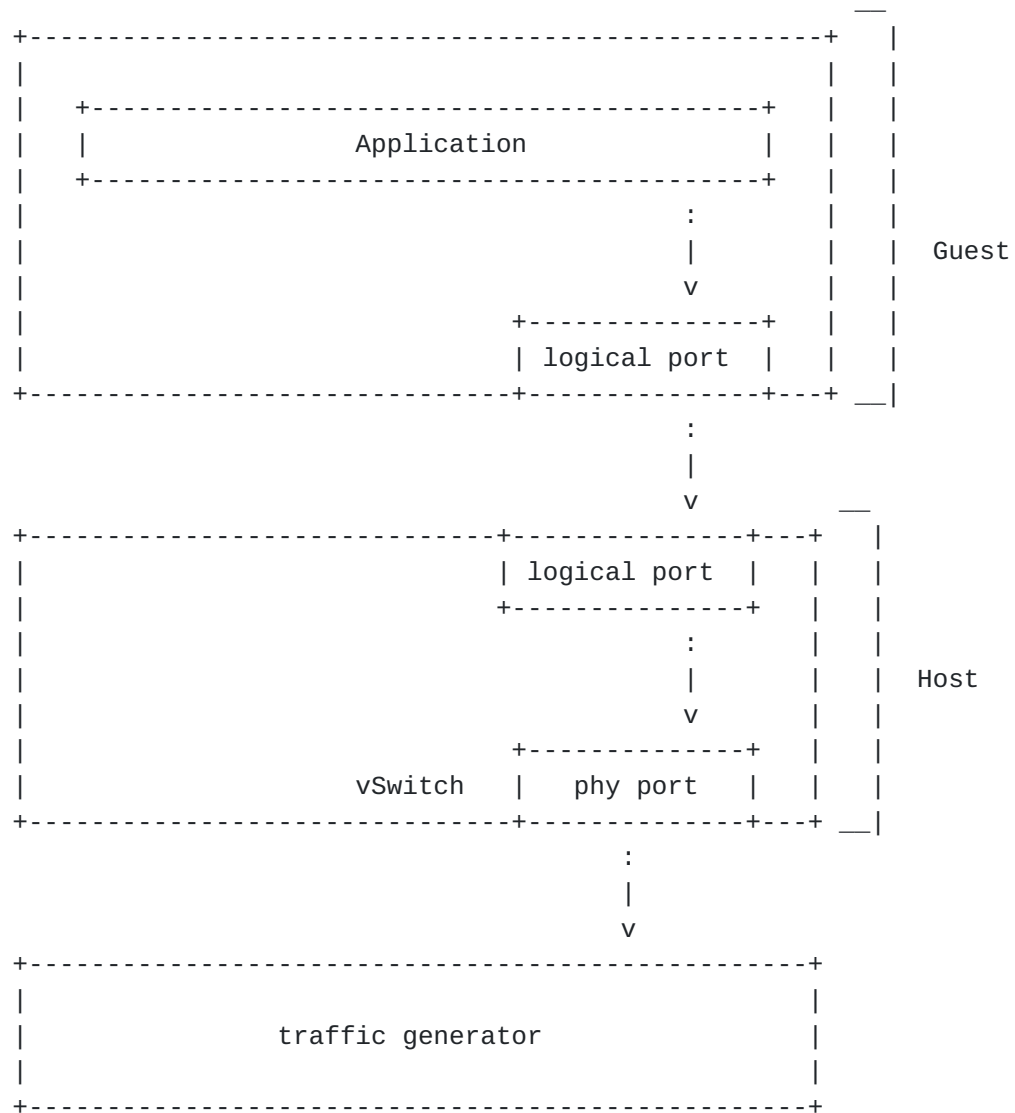 Application
Guest
logical port
logical port
Host
vSwitch phy port
traffic generator